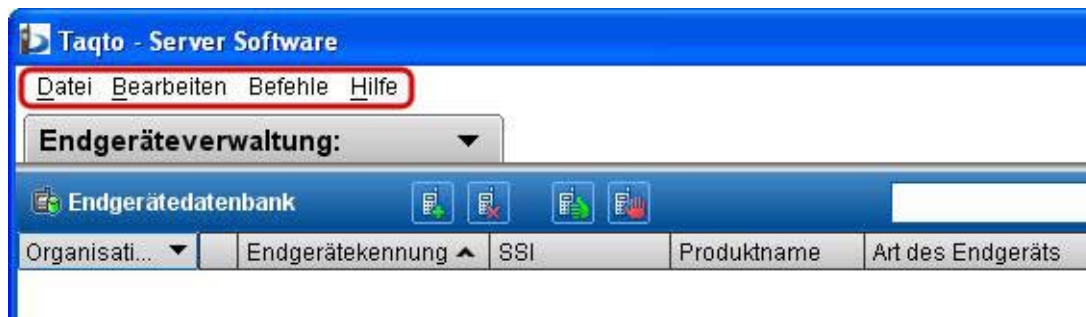 Taqto - Server Software
Datei Bearbeiten Befehle Hilfe
Endgeräteverwaltung:
Endgerätedatenbank
Organisati... Endgerätekennung SSI Produktname Art des Endgeräts